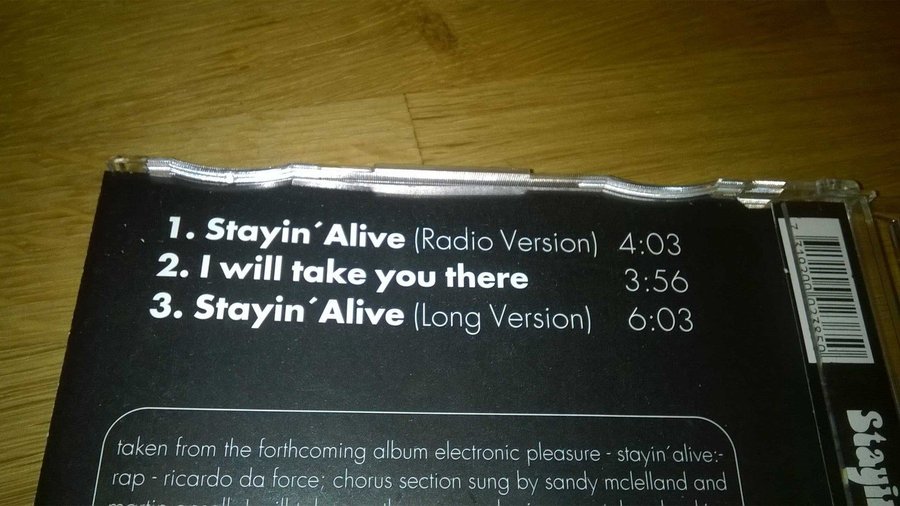 1. Stayin´Alive (Radio Version) 4:03
2. I will take you there 3:56
3. Stayin´Alive (Long Version) 6:03
taken from the forthcoming album electronic pleasure - stayin´alive:-
rap - ricardo da force; chorus section sung by sandy mclelland and
Stayin